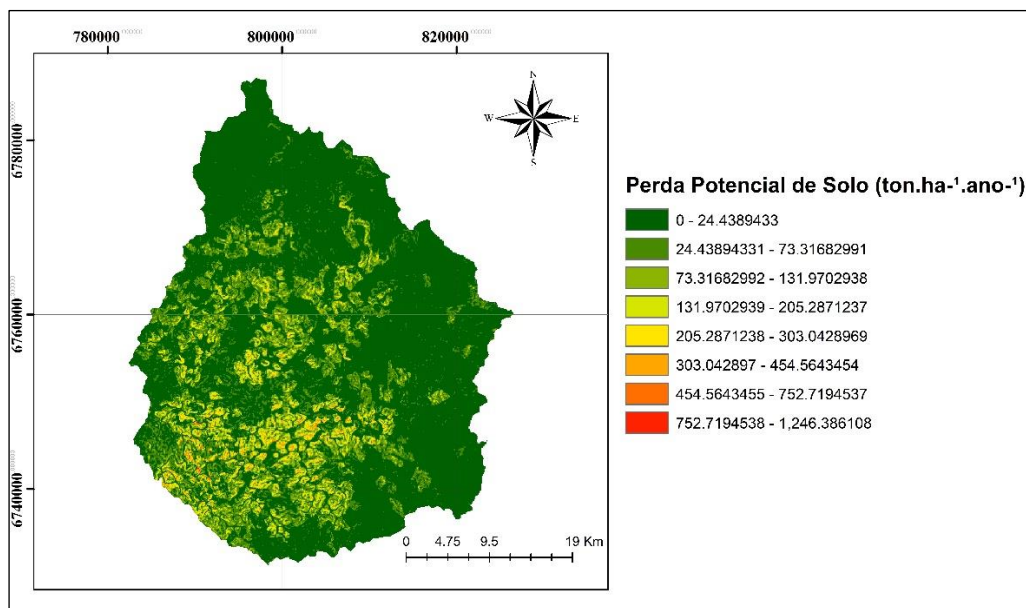 780000 800000 820000
N
W E
S
6780000
6760000
6740000
Perda Potencial de Solo (ton.ha-¹.ano-¹)
0 - 24.4389433
24.43894331 - 73.31682991
73.31682992 - 131.9702938
131.9702939 - 205.2871237
205.2871238 - 303.0428969
303.042897 - 454.5643454
454.5643455 - 752.7194537
752.7194538 - 1,246.386108
0 4.75 9.5 19 Km